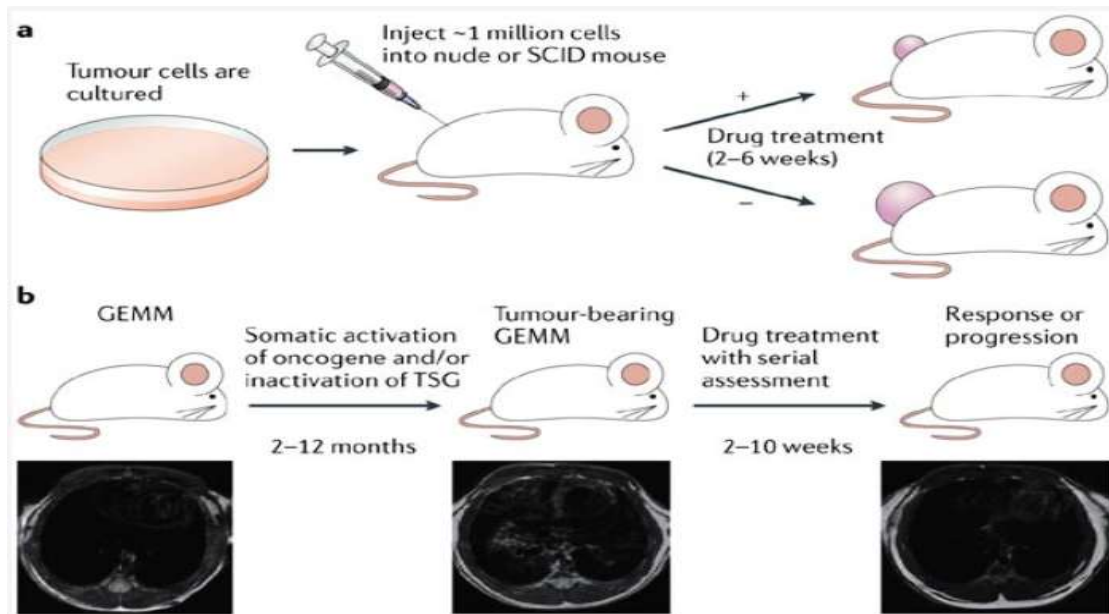 a
Tumour cells are
cultured
Inject ~1 million cells
into nude or SCID mouse
+
Drug treatment
(2–6 weeks)
−
b
GEMM
Somatic activation
of oncogene and/or
inactivation of TSG
2–12 months
Tumour-bearing
GEMM
Drug treatment
with serial
assessment
2–10 weeks
Response or
progression